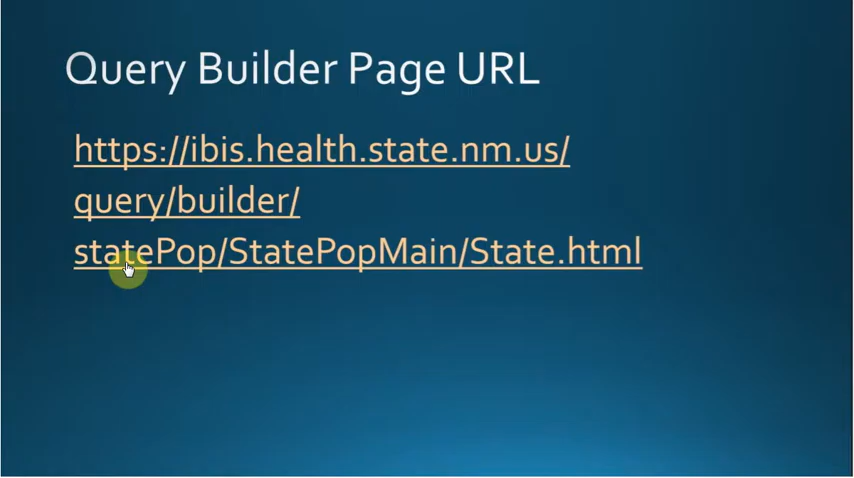 Query Builder Page URL
https://ibis.health.state.nm.us/
query/builder/
statePop/StatePopMain/State.html